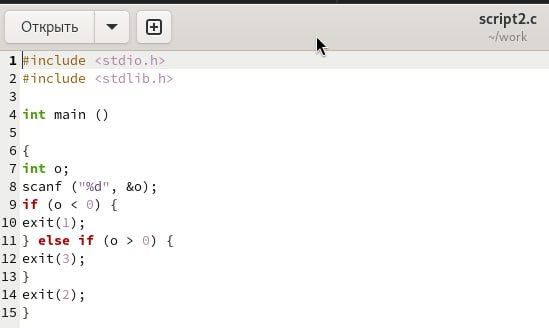 Открыть
script2.c
~/work
1 #include <stdio.h>
2 #include <stdlib.h>
3
4 int main ()
5
6 {
7 int o;
8 scanf ("%d", &o);
9 if (o < 0) {
10 exit(1);
11 } else if (o > 0) {
12 exit(3);
13 }
14 exit(2);
15 }